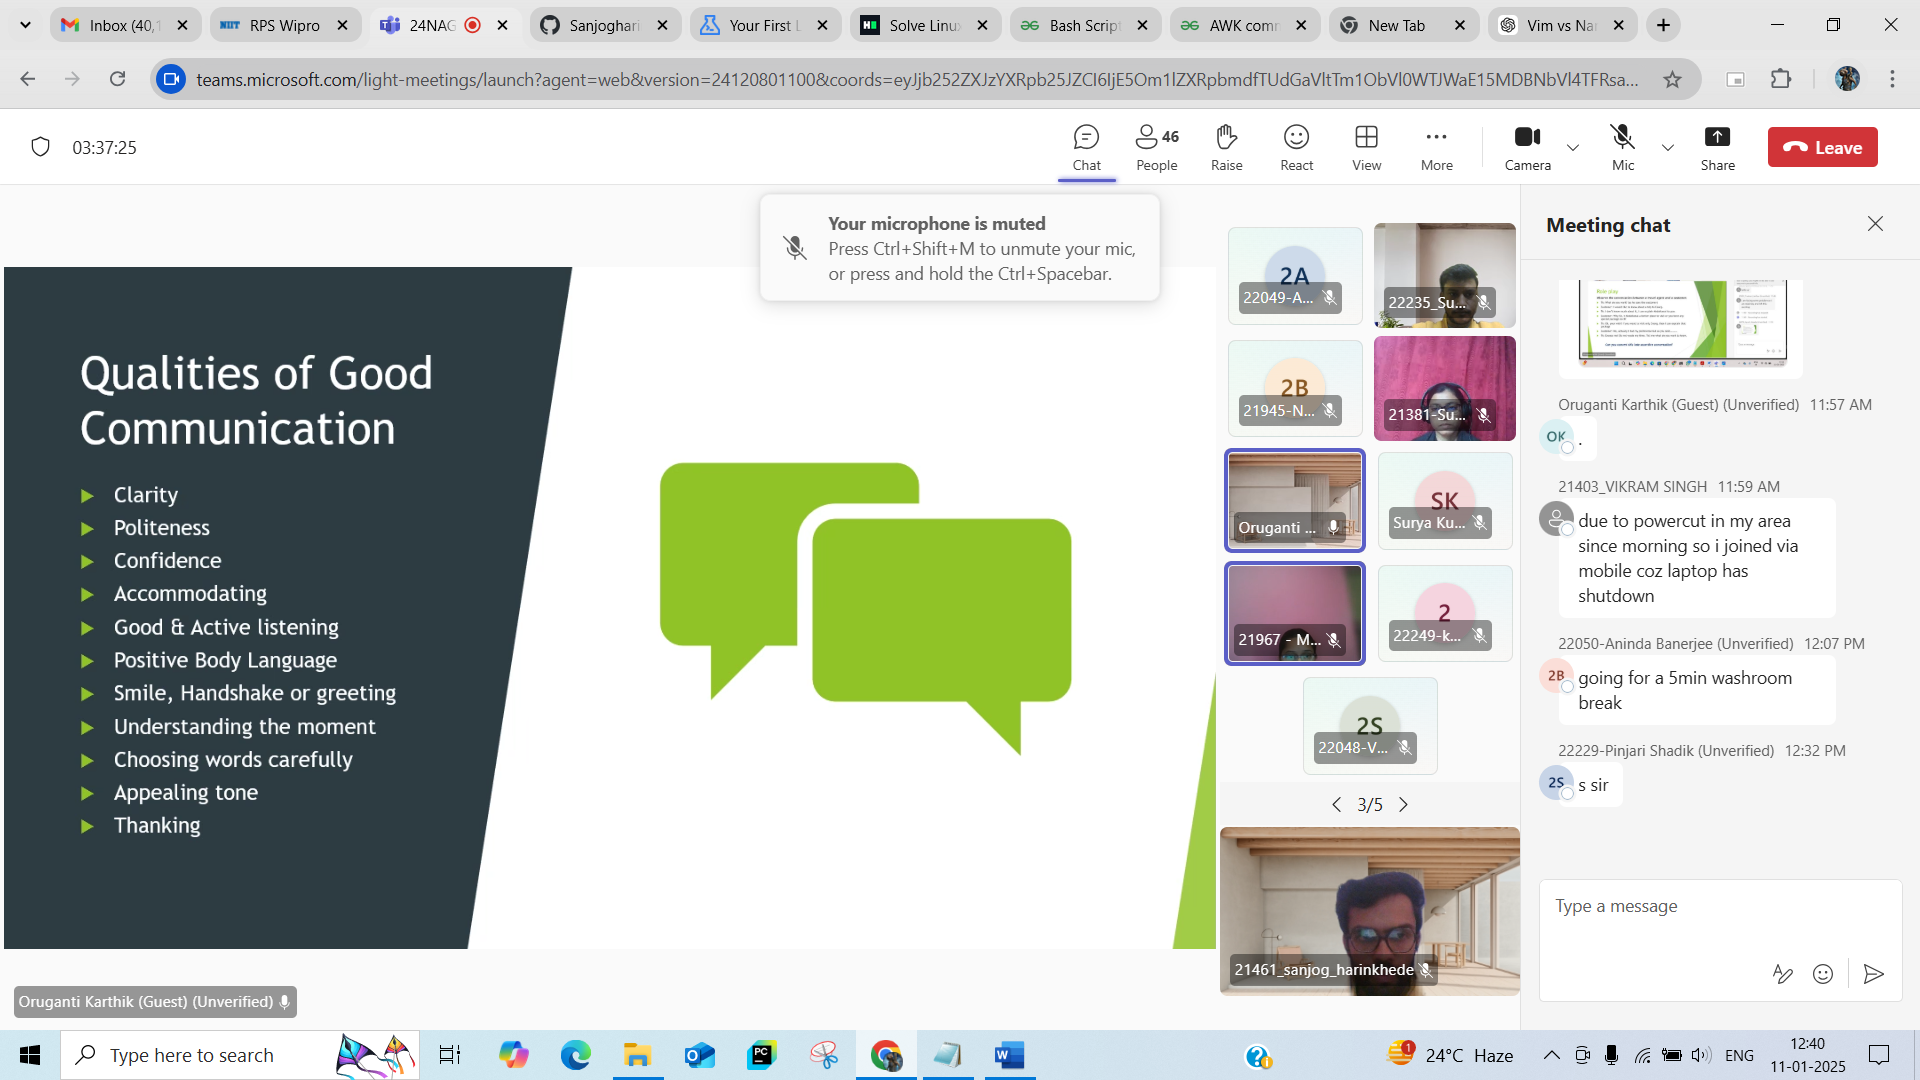 Inbox (40,1
RPS Wipro
24NAG
Sanjoghari
Your First L
Solve Linux
Bash Script
AWK comm
New Tab
Vim vs Nan
teams.microsoft.com/light-meetings/launch?agent=web&version=24120801100&coords=
03:37:25
Chat
46
People
Raise
React
View
More
Camera
Mic
Share
Leave
Your microphone is muted
Press Ctrl+Shift+M to unmute your mic,
or press and hold the Ctrl+Spacebar.
Qualities of Good
Communication
Clarity
Politeness
Confidence
Accommodating
Good & Active listening
Positive Body Language
Smile, Handshake or greeting
Understanding the moment
Choosing words carefully
Appealing tone
Thanking
Oruganti Karthik (Guest) (Unverified)
2A
22049-A...
22235_Su...
2B
21945-N...
21381-Su...
Oruganti ...
SK
Surya Ku...
21967 - M...
2
22249-k...
2S
22048-V...
3/5
21461_sanjog_harinkhede
Meeting chat
Oruganti Karthik (Guest) (Unverified) 11:57 AM
OK
.
21403_VIKRAM SINGH 11:59 AM
due to powercut in my area
since morning so i joined via
mobile coz laptop has
shutdown
22050-Aninda Banerjee (Unverified) 12:07 PM
2B
going for a 5min washroom
break
22229-Pinjari Shadik (Unverified) 12:32 PM
2S
s sir
Type a message
Type here to search
24°C Haze
ENG
12:40
11-01-2025